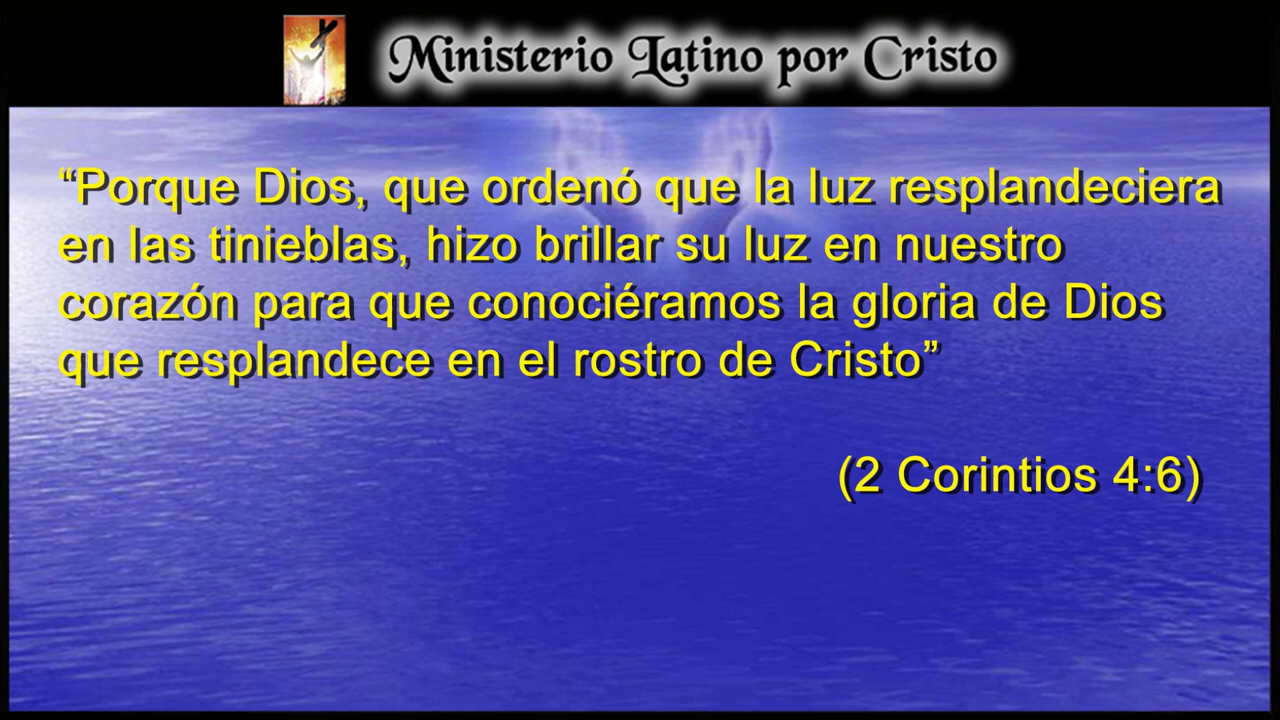 Ministerio Latino por Cristo
“Porque Dios, que ordenó que la luz resplandeciera
en las tinieblas, hizo brillar su luz en nuestro
corazón para que conociéramos la gloria de Dios
que resplandece en el rostro de Cristo”
(2 Corintios 4:6)